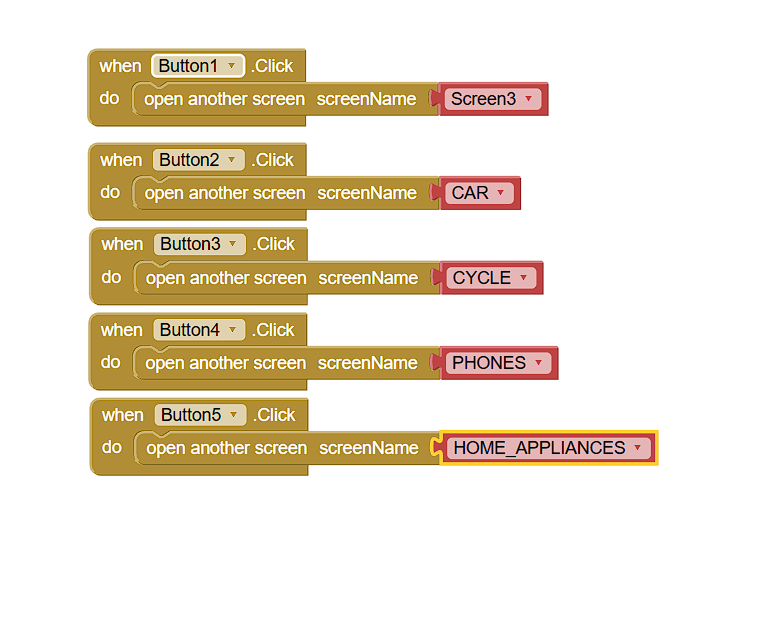 when Button1 .Click
do open another screen screenName Screen3
when Button2 .Click
do open another screen screenName CAR
when Button3 .Click
do open another screen screenName CYCLE
when Button4 .Click
do open another screen screenName PHONES
when Button5 .Click
do open another screen screenName HOME_APPLIANCES